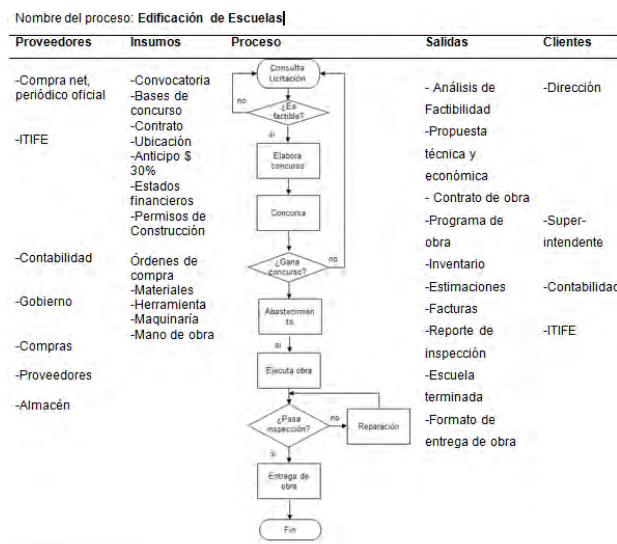 Nombre del proceso: Edificación de Escuelas
Proveedores
Insumos
Proceso
Salidas
Clientes
-Compra net,
periódico oficial
-ITIFE
-Contabilidad
-Gobierno
-Compras
-Proveedores
-Almacén
-Convocatoria
-Bases de
concurso
-Contrato
-Ubicación
-Anticipo $
30%
-Estados
financieros
-Permisos de
Construcción
Órdenes de
compra
-Materiales
-Herramienta
-Maquinaría
-Mano de obra
Consulta
Licitación
¿Es
factible?
no
si
Elabora
concurso
Concursa
¿Gana
concurso?
no
Abastecimie
nto
si
Ejecuta obra
¿Pasa
inspección?
no
Reparación
Si
Entrega de
obra
Fin
- Análisis de
Factibilidad
-Propuesta
técnica y
económica
- Contrato de obra
-Programa de
obra
-Inventario
-Estimaciones
-Facturas
-Reporte de
inspección
-Escuela
terminada
-Formato de
entrega de obra
-Dirección
-Super-
intendente
-Contabilidad
-ITIFE